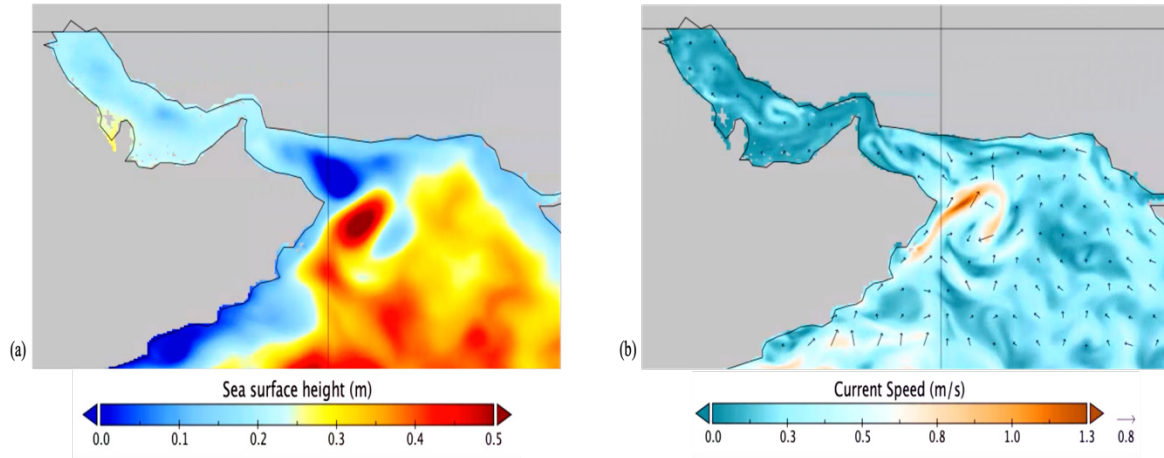 (a)
(b)
Sea surface height (m)
0.0 0.1 0.2 0.3 0.4 0.5
Current Speed (m/s)
0.0 0.3 0.5 0.8 1.0 1.3 0.8